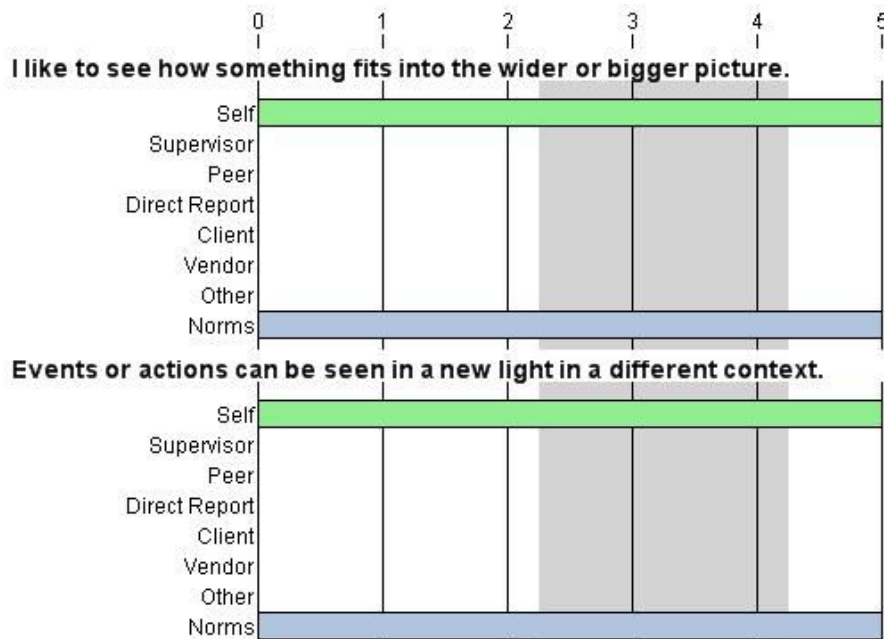 0 1 2 3 4 5
I like to see how something fits into the wider or bigger picture.
Self
Supervisor
Peer
Direct Report
Client
Vendor
Other
Norms
Events or actions can be seen in a new light in a different context.
Self
Supervisor
Peer
Direct Report
Client
Vendor
Other
Norms